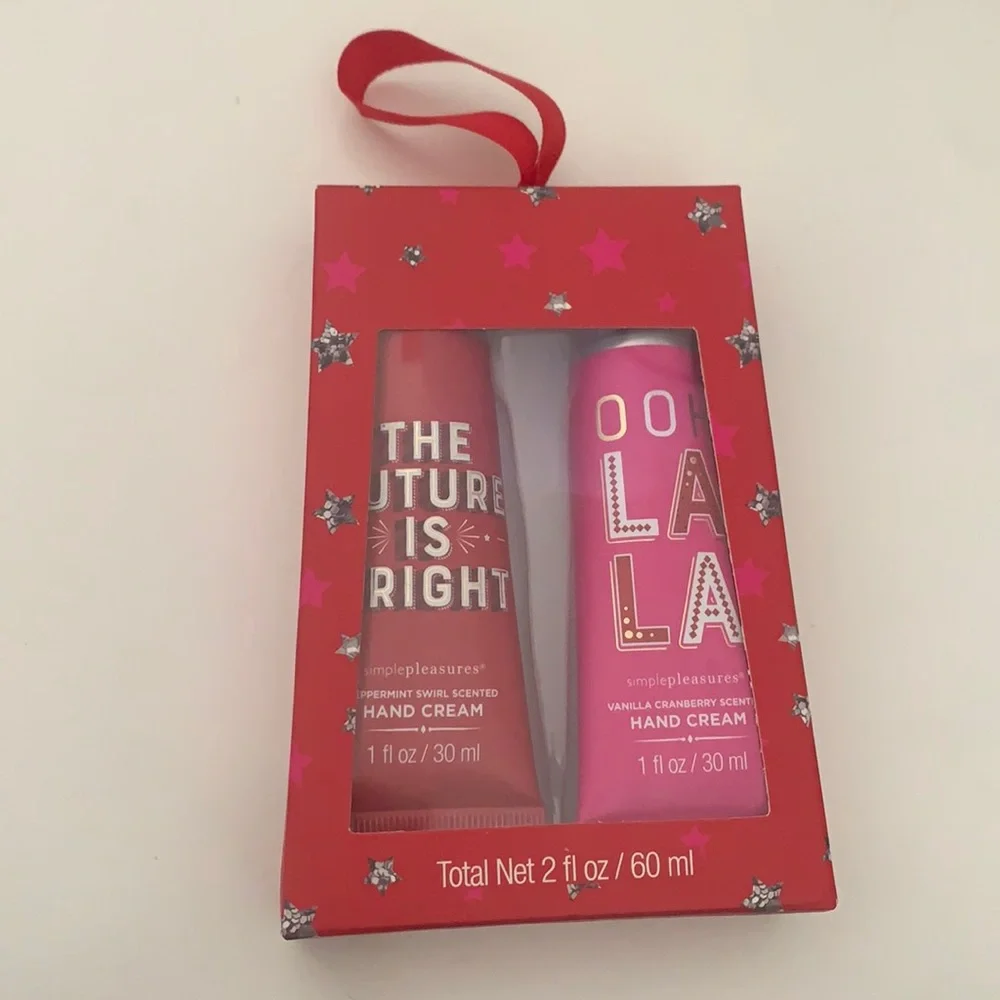 THE
UTURE
IS
RIGHT
simplepleasures®
PPERMINT SWIRL SCENTED
HAND CREAM
1 fl oz / 30 ml
OOH
LA
LA
simplepleasures®
VANILLA CRANBERRY SCENT
HAND CREAM
1 fl oz / 30 ml
Total Net 2 fl oz / 60 ml